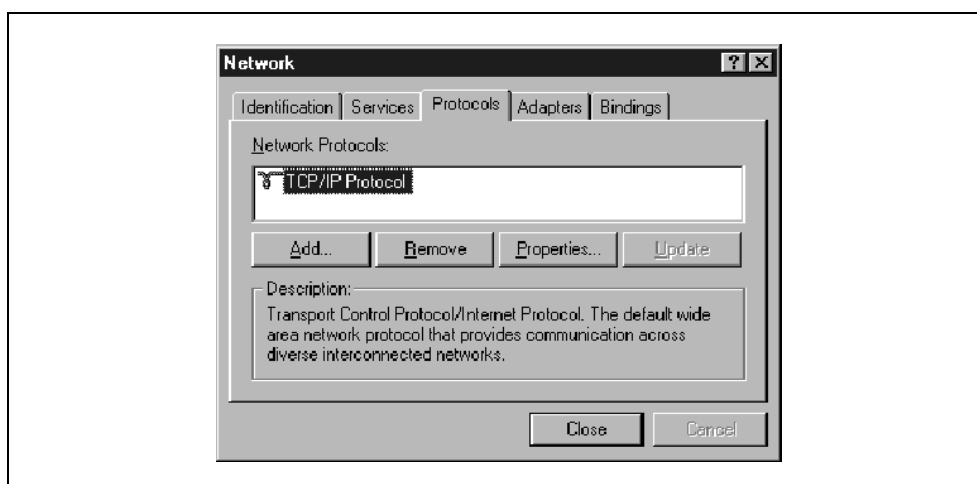 Network
Identification Services Protocols Adapters Bindings
Network Protocols:
TCP/IP Protocol
Add... Remove Properties... Update
Description:
Transport Control Protocol/Internet Protocol. The default wide
area network protocol that provides communication across
diverse interconnected networks.
Close Cancel